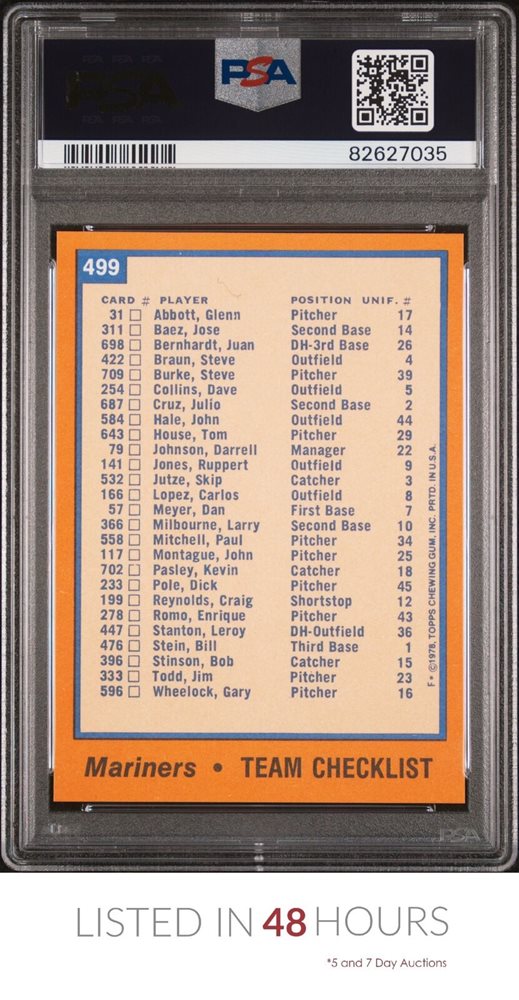 PSA
82627035
499
CARD # PLAYER POSITION UNIF. #
31 □ Abbott, Glenn Pitcher 17
311 □ Baez, Jose Second Base 14
698 □ Bernhardt, Juan DH-3rd Base 26
422 □ Braun, Steve Outfield 4
709 □ Burke, Steve Pitcher 39
254 □ Collins, Dave Outfield 5
687 □ Cruz, Julio Second Base 2
584 □ Hale, John Outfield 44
643 □ House, Tom Pitcher 29
79 □ Johnson, Darrell Manager 22
141 □ Jones, Ruppert Outfield 9
532 □ Jutze, Skip Catcher 3
166 □ Lopez, Carlos Outfield 8
57 □ Meyer, Dan First Base 7
366 □ Milbourne, Larry Second Base 10
558 □ Mitchell, Paul Pitcher 34
117 □ Montague, John Pitcher 25
702 □ Pasley, Kevin Catcher 18
233 □ Pole, Dick Pitcher 45
199 □ Reynolds, Craig Shortstop 12
278 □ Romo, Enrique Pitcher 43
447 □ Stanton, Leroy DH-Outfield 36
476 □ Stein, Bill Third Base 1
396 □ Stinson, Bob Catcher 15
333 □ Todd, Jim Pitcher 23
596 □ Wheelock, Gary Pitcher 16
F* ©1978, TOPPS CHEWING GUM, INC. PRTD. IN U.S.A.
Mariners • TEAM CHECKLIST
PSA
LISTED IN 48 HOURS
*5 and 7 Day Auctions